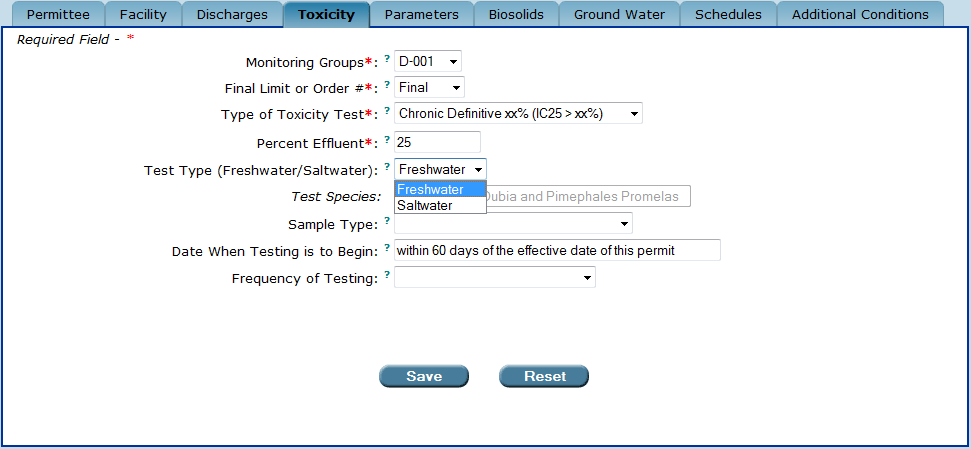 Permittee Facility Discharges Toxicity Parameters Biosolids Ground Water Schedules Additional Conditions
Required Field - *
Monitoring Groups*: ? D-001
Final Limit or Order #*: ? Final
Type of Toxicity Test*: ? Chronic Definitive xx% (IC25 > xx%)
Percent Effluent*: ? 25
Test Type (Freshwater/Saltwater): ? Freshwater
Freshwater
Saltwater
Test Species: Dubia and Pimephales Promelas
Sample Type: ?
Date When Testing is to Begin: ? within 60 days of the effective date of this permit
Frequency of Testing: ?
Save Reset